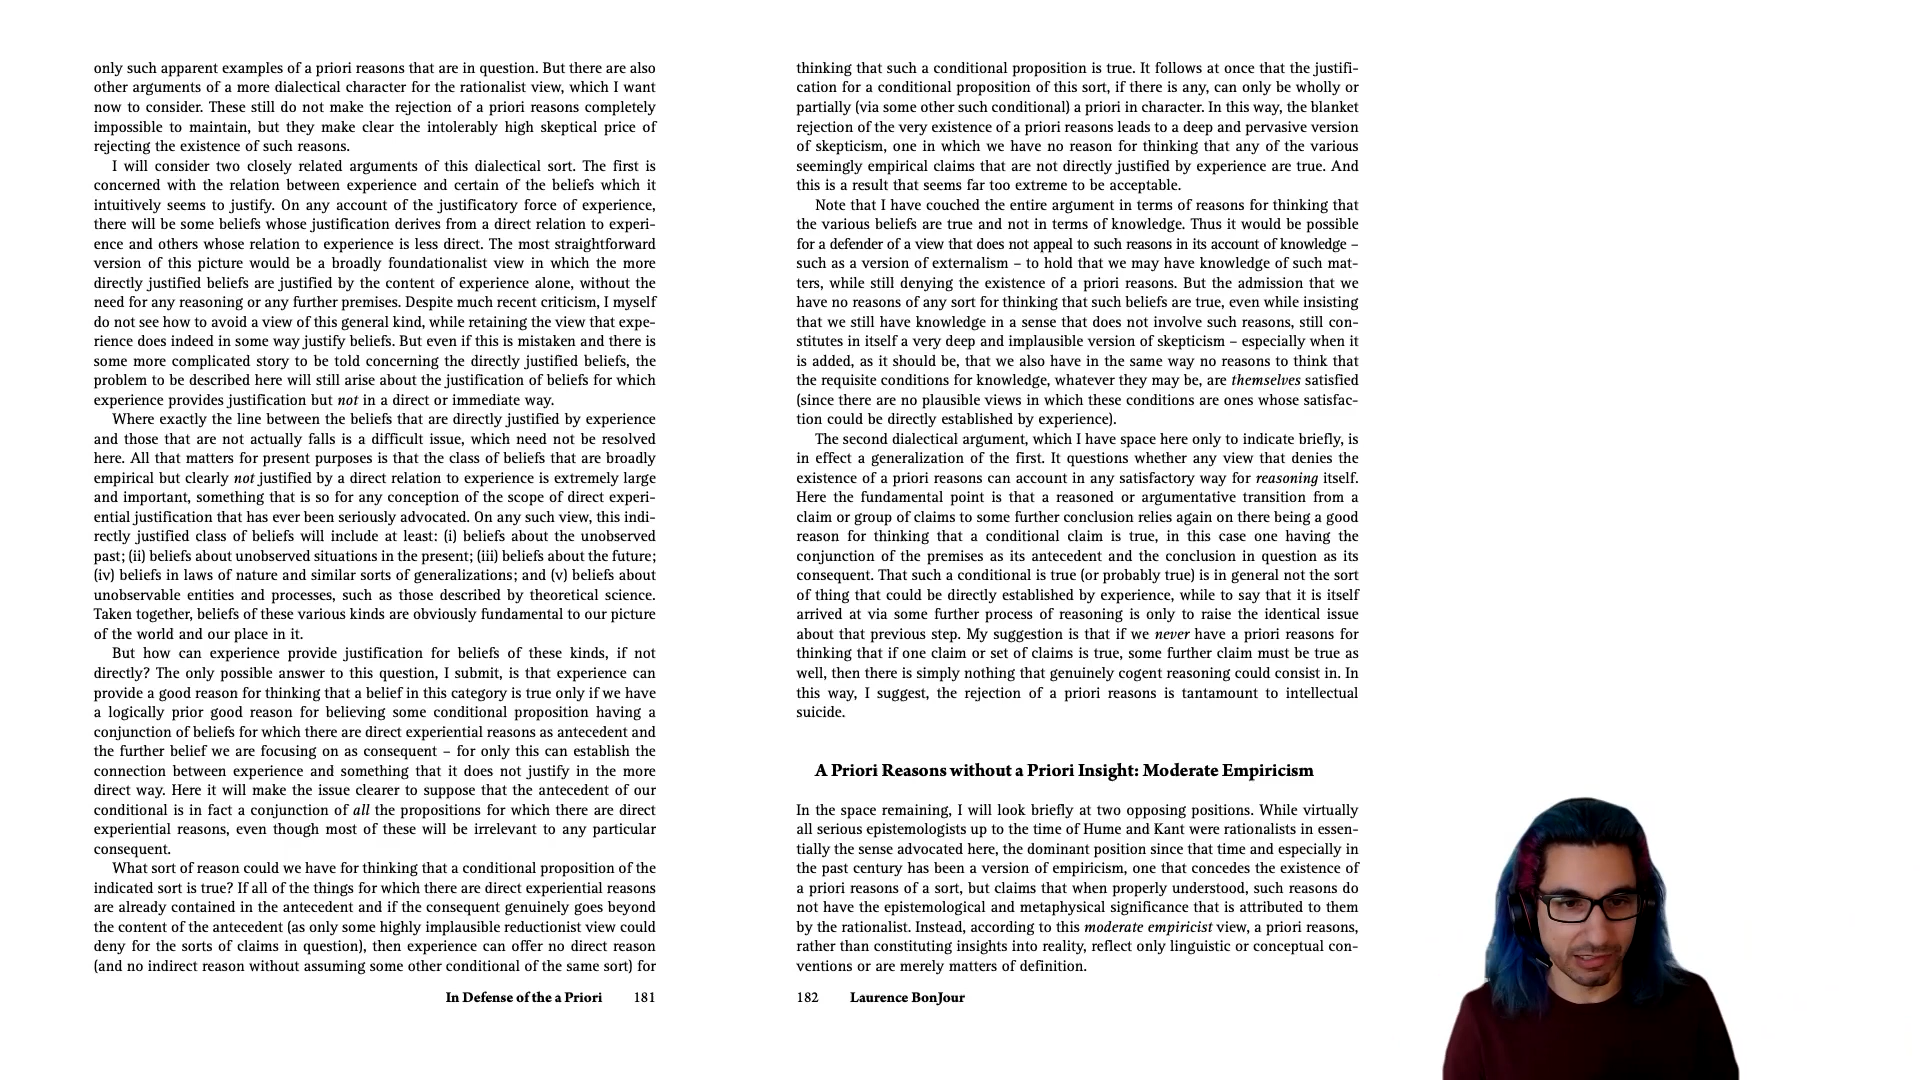 only such apparent examples of a priori reasons that are in question. But there are also
other arguments of a more dialectical character for the rationalist view, which I want
now to consider. These still do not make the rejection of a priori reasons completely
impossible to maintain, but they make clear the intolerably high skeptical price of
rejecting the existence of such reasons.
I will consider two closely related arguments of this dialectical sort. The first is
concerned with the relation between experience and certain of the beliefs which it
intuitively seems to justify. On any account of the justificatory force of experience,
there will be some beliefs whose justification derives from a direct relation to experi-
ence and others whose relation to experience is less direct. The most straightforward
version of this picture would be a broadly foundationalist view in which the more
directly justified beliefs are justified by the content of experience alone, without the
need for any reasoning or any further premises. Despite much recent criticism, I myself
do not see how to avoid a view of this general kind, while retaining the view that expe-
rience does indeed in some way justify beliefs. But even if this is mistaken and there is
some more complicated story to be told concerning the directly justified beliefs, the
problem to be described here will still arise about the justification of beliefs for which
experience provides justification but not in a direct or immediate way.
Where exactly the line between the beliefs that are directly justified by experience
and those that are not actually falls is a difficult issue, which need not be resolved
here. All that matters for present purposes is that the class of beliefs that are broadly
empirical but clearly not justified by a direct relation to experience is extremely large
and important, something that is so for any conception of the scope of direct experi-
ential justification that has ever been seriously advocated. On any such view, this indi-
rectly justified class of beliefs will include at least: (i) beliefs about the unobserved
past; (ii) beliefs about unobserved situations in the present; (iii) beliefs about the future;
(iv) beliefs in laws of nature and similar sorts of generalizations; and (v) beliefs about
unobservable entities and processes, such as those described by theoretical science.
Taken together, beliefs of these various kinds are obviously fundamental to our picture
of the world and our place in it.
But how can experience provide justification for beliefs of these kinds, if not
directly? The only possible answer to this question, I submit, is that experience can
provide a good reason for thinking that a belief in this category is true only if we have
a logically prior good reason for believing some conditional proposition having a
conjunction of beliefs for which there are direct experiential reasons as antecedent and
the further belief we are focusing on as consequent – for only this can establish the
connection between experience and something that it does not justify in the more
direct way. Here it will make the issue clearer to suppose that the antecedent of our
conditional is in fact a conjunction of all the propositions for which there are direct
experiential reasons, even though most of these will be irrelevant to any particular
consequent.
What sort of reason could we have for thinking that a conditional proposition of the
indicated sort is true? If all of the things for which there are direct experiential reasons
are already contained in the antecedent and if the consequent genuinely goes beyond
the content of the antecedent (as only some highly implausible reductionist view could
deny for the sorts of claims in question), then experience can offer no direct reason
(and no indirect reason without assuming some other conditional of the same sort) for
In Defense of the a Priori 181
thinking that such a conditional proposition is true. It follows at once that the justifi-
cation for a conditional proposition of this sort, if there is any, can only be wholly or
partially (via some other such conditional) a priori in character. In this way, the blanket
rejection of the very existence of a priori reasons leads to a deep and pervasive version
of skepticism, one in which we have no reason for thinking that any of the various
seemingly empirical claims that are not directly justified by experience are true. And
this is a result that seems far too extreme to be acceptable.
Note that I have couched the entire argument in terms of reasons for thinking that
the various beliefs are true and not in terms of knowledge. Thus it would be possible
for a defender of a view that does not appeal to such reasons in its account of knowledge –
such as a version of externalism – to hold that we may have knowledge of such mat-
ters, while still denying the existence of a priori reasons. But the admission that we
have no reasons of any sort for thinking that such beliefs are true, even while insisting
that we still have knowledge in a sense that does not involve such reasons, still con-
stitutes in itself a very deep and implausible version of skepticism – especially when it
is added, as it should be, that we also have in the same way no reasons to think that
the requisite conditions for knowledge, whatever they may be, are themselves satisfied
(since there are no plausible views in which these conditions are ones whose satisfac-
tion could be directly established by experience).
The second dialectical argument, which I have space here only to indicate briefly, is
in effect a generalization of the first. It questions whether any view that denies the
existence of a priori reasons can account in any satisfactory way for reasoning itself.
Here the fundamental point is that a reasoned or argumentative transition from a
claim or group of claims to some further conclusion relies again on there being a good
reason for thinking that a conditional claim is true, in this case one having the
conjunction of the premises as its antecedent and the conclusion in question as its
consequent. That such a conditional is true (or probably true) is in general not the sort
of thing that could be directly established by experience, while to say that it is itself
arrived at via some further process of reasoning is only to raise the identical issue
about that previous step. My suggestion is that if we never have a priori reasons for
thinking that if one claim or set of claims is true, some further claim must be true as
well, then there is simply nothing that genuinely cogent reasoning could consist in. In
this way, I suggest, the rejection of a priori reasons is tantamount to intellectual
suicide.
A Priori Reasons without a Priori Insight: Moderate Empiricism
In the space remaining, I will look briefly at two opposing positions. While virtually
all serious epistemologists up to the time of Hume and Kant were rationalists in essen-
tially the sense advocated here, the dominant position since that time and especially in
the past century has been a version of empiricism, one that concedes the existence of
a priori reasons of a sort, but claims that when properly understood, such reasons do
not have the epistemological and metaphysical significance that is attributed to them
by the rationalist. Instead, according to this moderate empiricist view, a priori reasons,
rather than constituting insights into reality, reflect only linguistic or conceptual con-
ventions or are merely matters of definition.
182 Laurence BonJour